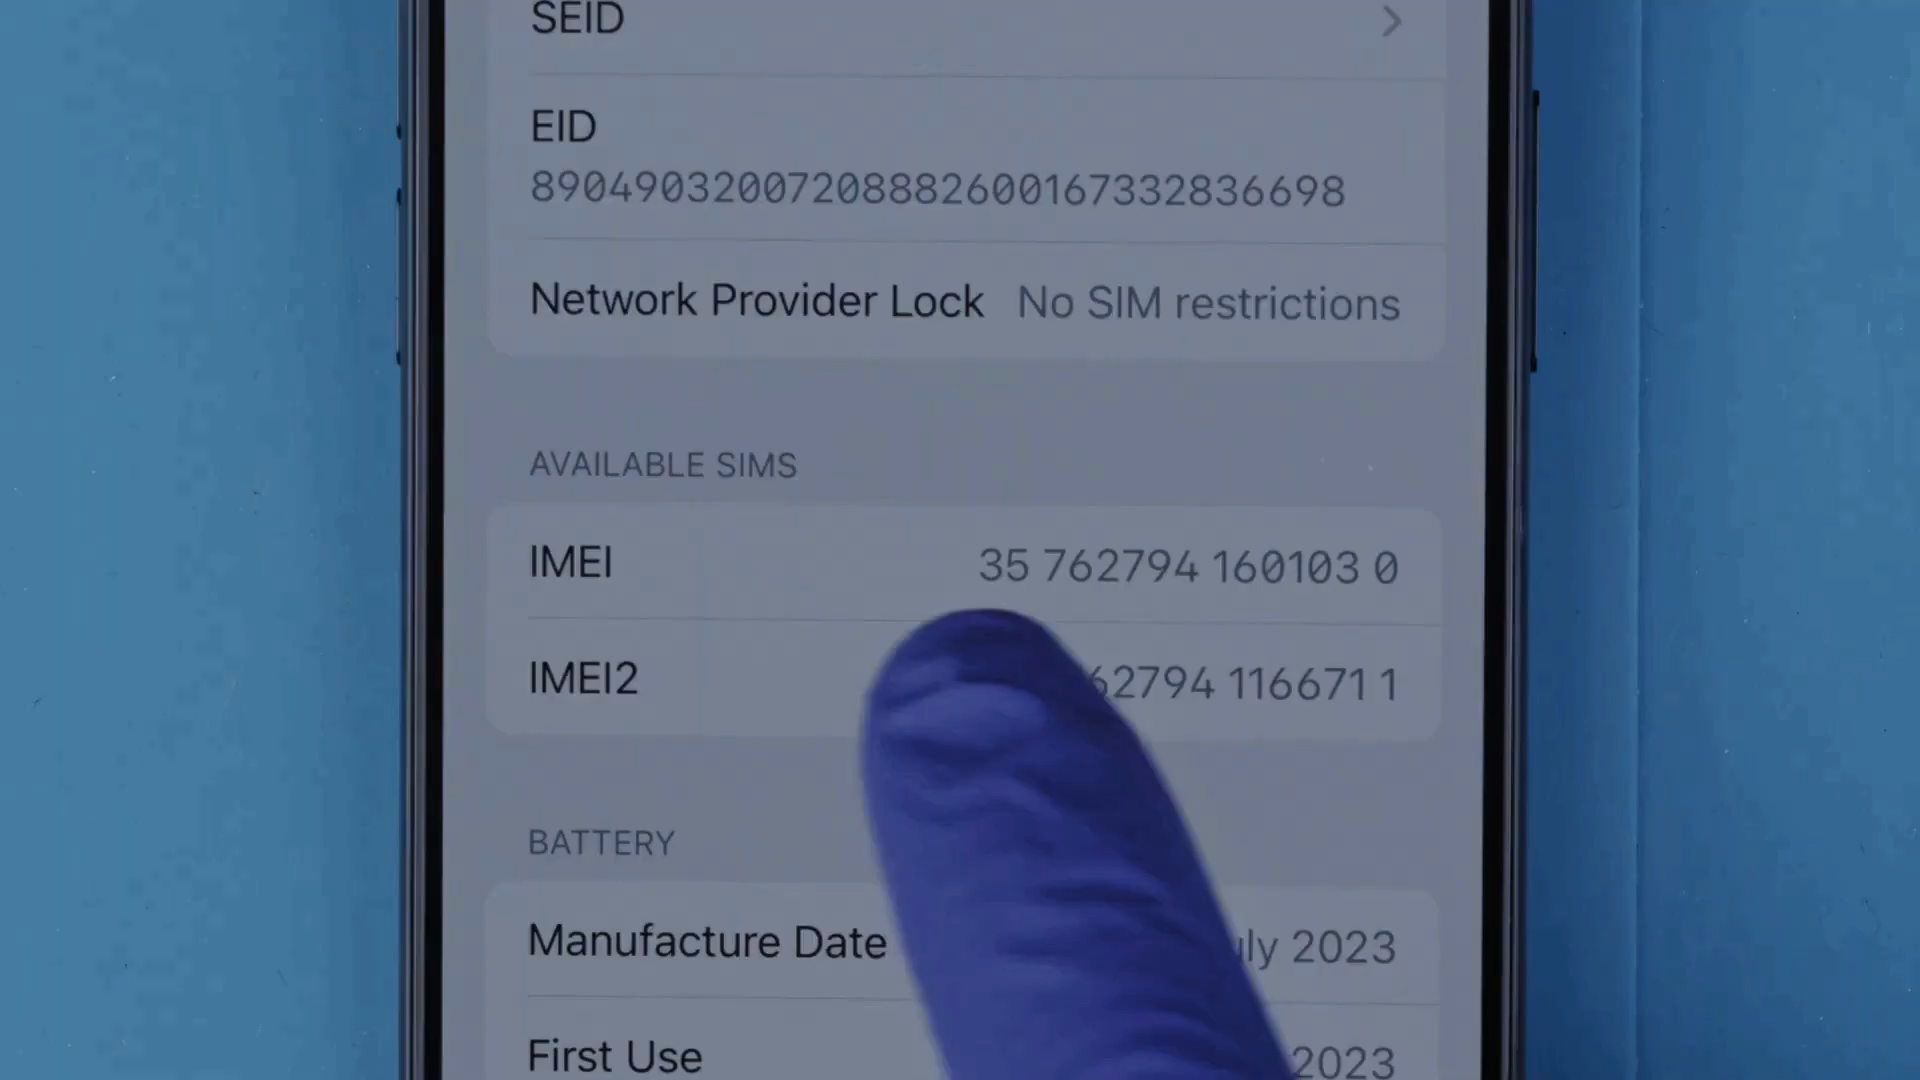 SEID
EID
89049032007208882600167332836698
Network Provider Lock No SIM restrictions
AVAILABLE SIMS
IMEI 35 762794 160103 0
IMEI2 62794 116671 1
BATTERY
Manufacture Date uly 2023
First Use 2023